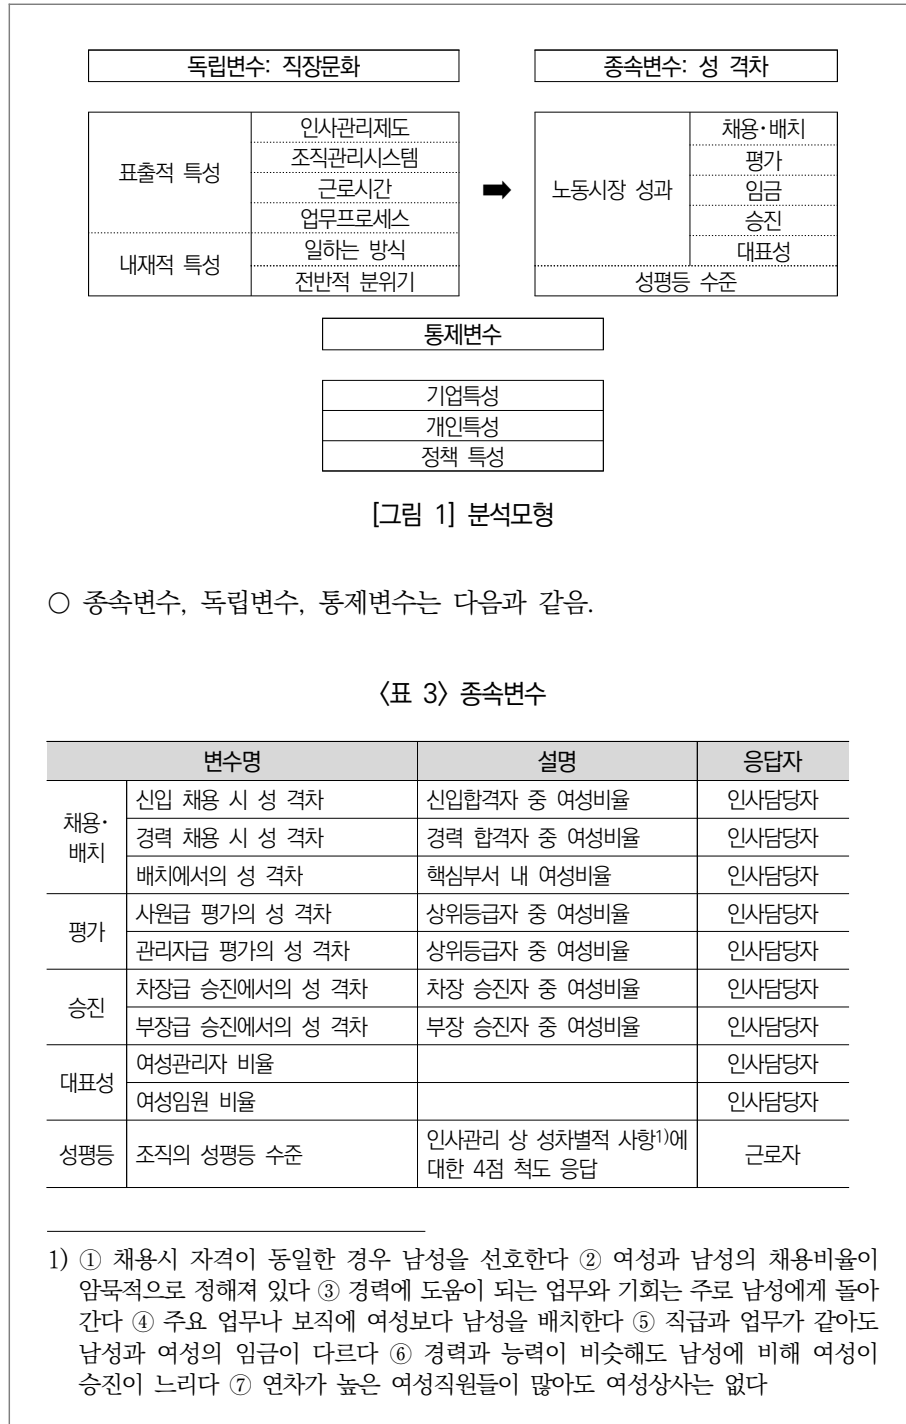 독립변수: 직장문화
종속변수: 성 격차
표출적 특성
인사관리제도
조직관리시스템
근로시간
업무프로세스
내재적 특성
일하는 방식
전반적 분위기
➡
노동시장 성과
채용·배치
평가
임금
승진
대표성
성평등 수준
통제변수
기업특성
개인특성
정책 특성
[그림 1] 분석모형
○ 종속변수, 독립변수, 통제변수는 다음과 같음.
〈표 3〉 종속변수
변수명 설명 응답자
채용·
배치
신입 채용 시 성 격차 신입합격자 중 여성비율 인사담당자
경력 채용 시 성 격차 경력 합격자 중 여성비율 인사담당자
배치에서의 성 격차 핵심부서 내 여성비율 인사담당자
평가
사원급 평가의 성 격차 상위등급자 중 여성비율 인사담당자
관리자급 평가의 성 격차 상위등급자 중 여성비율 인사담당자
승진
차장급 승진에서의 성 격차 차장 승진자 중 여성비율 인사담당자
부장급 승진에서의 성 격차 부장 승진자 중 여성비율 인사담당자
대표성
여성관리자 비율 인사담당자
여성임원 비율 인사담당자
성평등 조직의 성평등 수준 인사관리 상 성차별적 사항1)에
대한 4점 척도 응답 근로자
1) ① 채용시 자격이 동일한 경우 남성을 선호한다 ② 여성과 남성의 채용비율이
암묵적으로 정해져 있다 ③ 경력에 도움이 되는 업무와 기회는 주로 남성에게 돌아
간다 ④ 주요 업무나 보직에 여성보다 남성을 배치한다 ⑤ 직급과 업무가 같아도
남성과 여성의 임금이 다르다 ⑥ 경력과 능력이 비슷해도 남성에 비해 여성이
승진이 느리다 ⑦ 연차가 높은 여성직원들이 많아도 여성상사는 없다